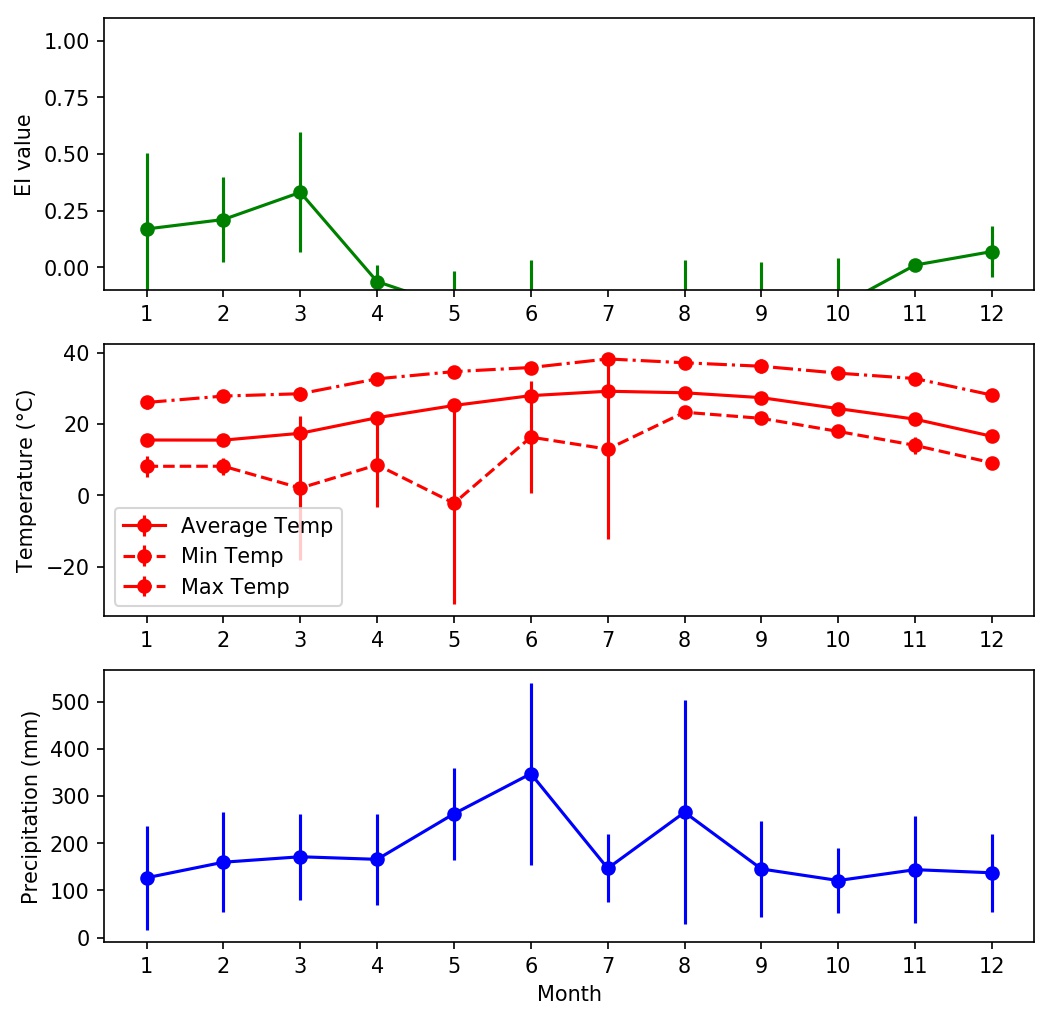 1.00
0.75
0.50
0.25
0.00
EI value
1 2 3 4 5 6 7 8 9 10 11 12
40
20
0
−20
Temperature (°C)
Average Temp
Min Temp
Max Temp
1 2 3 4 5 6 7 8 9 10 11 12
500
400
300
200
100
0
Precipitation (mm)
1 2 3 4 5 6 7 8 9 10 11 12
Month